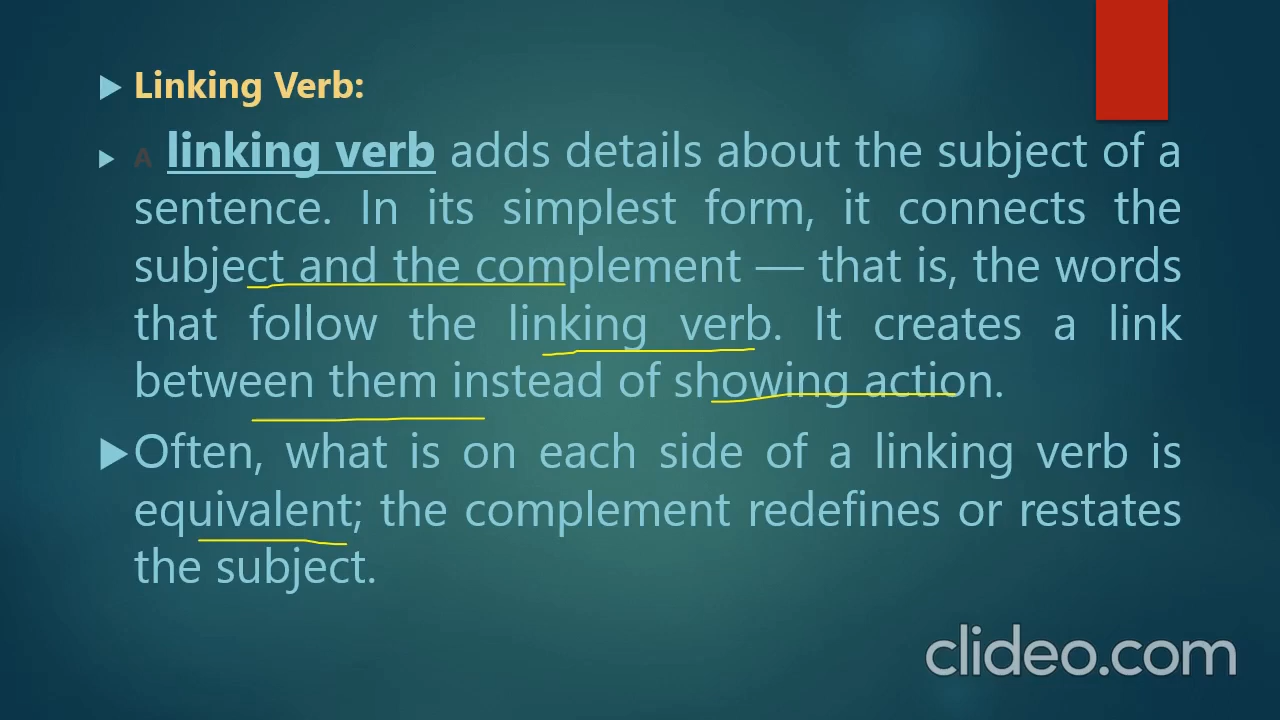 Linking Verb:
A linking verb adds details about the subject of a
sentence. In its simplest form, it connects the
subject and the complement — that is, the words
that follow the linking verb. It creates a link
between them instead of showing action.
Often, what is on each side of a linking verb is
equivalent; the complement redefines or restates
the subject.
clideo.com